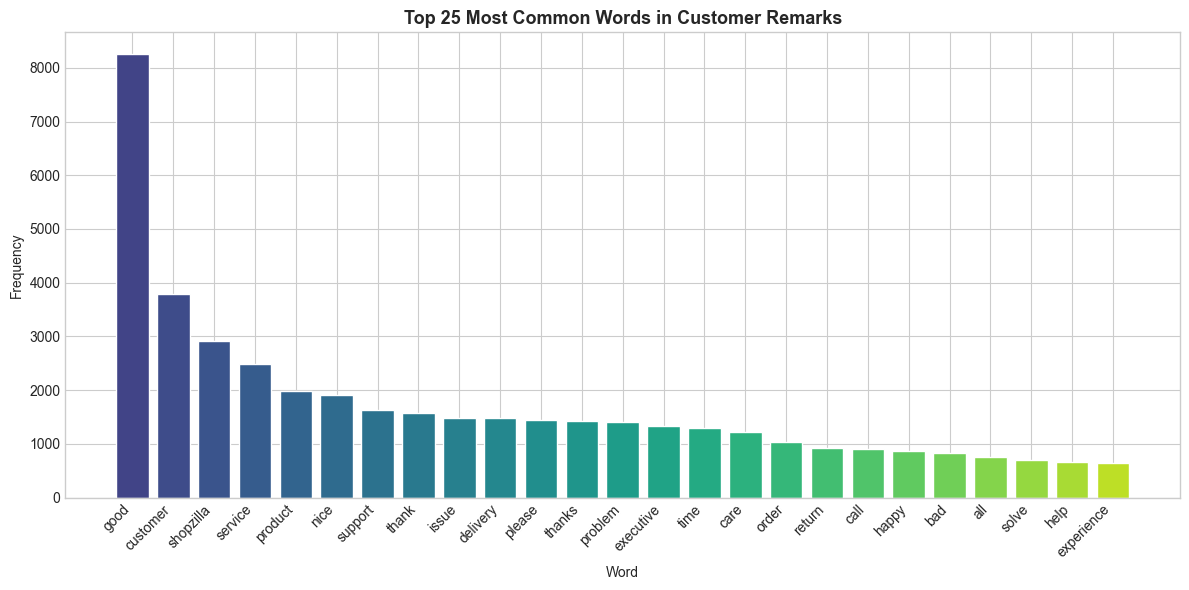 Top 25 Most Common Words in Customer Remarks
Frequency
8000
7000
6000
5000
4000
3000
2000
1000
0
good
customer
shopzilla
service
product
nice
support
thank
issue
delivery
please
thanks
problem
executive
time
care
order
return
call
happy
bad
all
solve
help
experience
Word